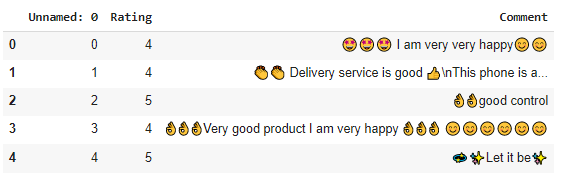 Unnamed: 0 Rating Comment
0 0 4 🤩🤩🤩 I am very very happy😊😊
1 1 4 👏👏 Delivery service is good 👍\nThis phone is a...
2 2 5 👌👌good control
3 3 4 👌👌👌Very good product I am very happy 👌👌👌 😊😊😊😊😊😊
4 4 5 ✨Let it be✨